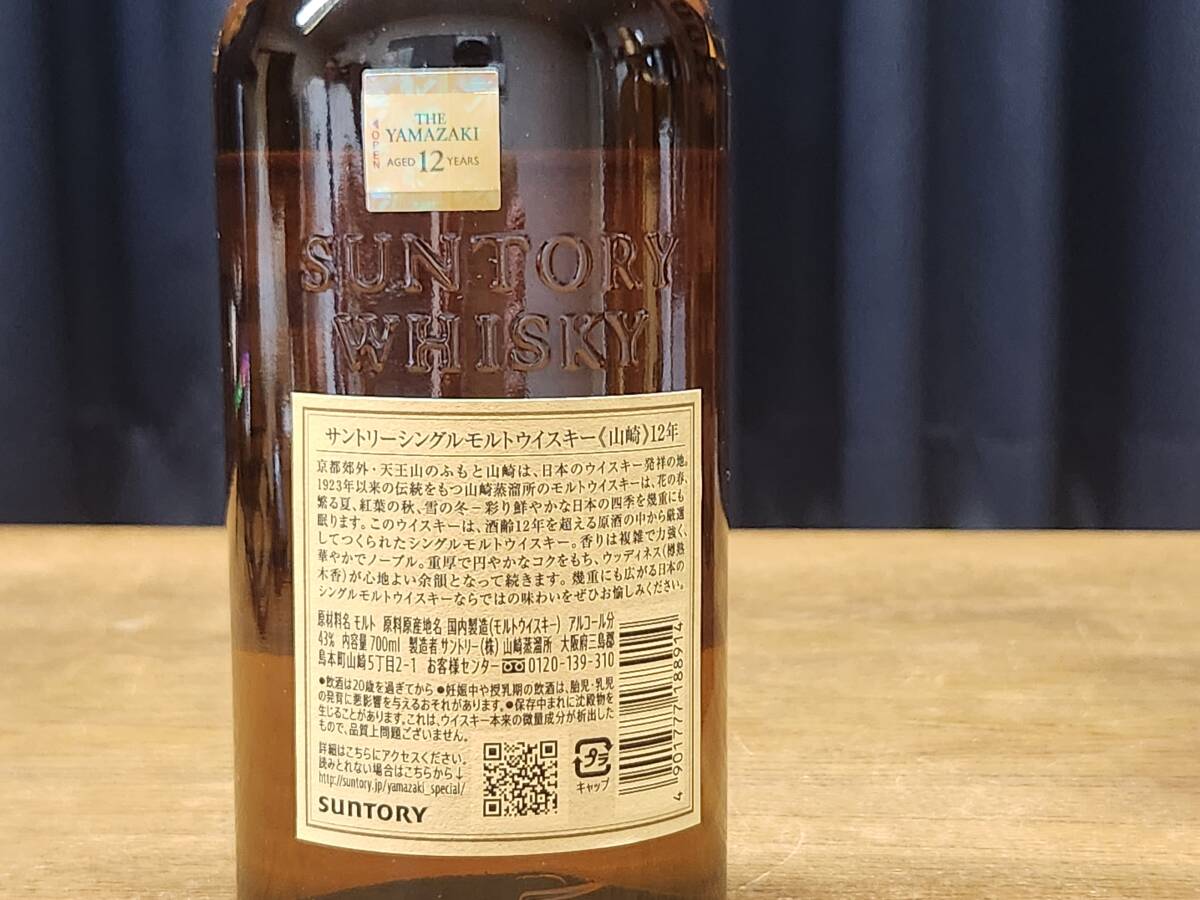 ◀OPEN
THE
YAMAZAKI
AGED 12 YEARS
SUNTORY
WHISKY
サントリーシングルモルトウイスキー《山崎》12年
京都郊外・天王山のふもと山崎は、日本のウイスキー発祥の地。
1923年以来の伝統をもつ山崎蒸溜所のモルトウイスキーは、花の春、
繁る夏、紅葉の秋、雪の冬−彩り鮮やかな日本の四季を幾重にも
眠ります。このウイスキーは、酒齢12年を超える原酒の中から厳選
してつくられたシングルモルトウイスキー。香りは複雑で力強く、
華やかでノーブル。重厚で円やかなコクをもち、ウッディネス(樽熟
木香)が心地よい余韻となって続きます。幾重にも広がる日本の
シングルモルトウイスキーならではの味わいをぜひお愉しみください。
原材料名 モルト 原料原産地名 国内製造(モルトウイスキー) アルコール分
43% 内容量 700ml 製造者 サントリー(株) 山崎蒸溜所 大阪府三島郡
島本町山崎5丁目2-1 お客様センター 0120-139-310
●飲酒は20歳を過ぎてから ●妊娠中や授乳期の飲酒は、胎児・乳児
の発育に悪影響を与えるおそれがあります。●保存中まれに沈殿物を
生じることがあります。これは、ウイスキー本来の微量成分が析出した
もので、品質上問題ございません。
詳細はこちらにアクセスください。
読みとれない場合はこちらから↓
http://suntory.jp/yamazaki_special/
SUNTORY
プラ
キャップ
4 901777 188914